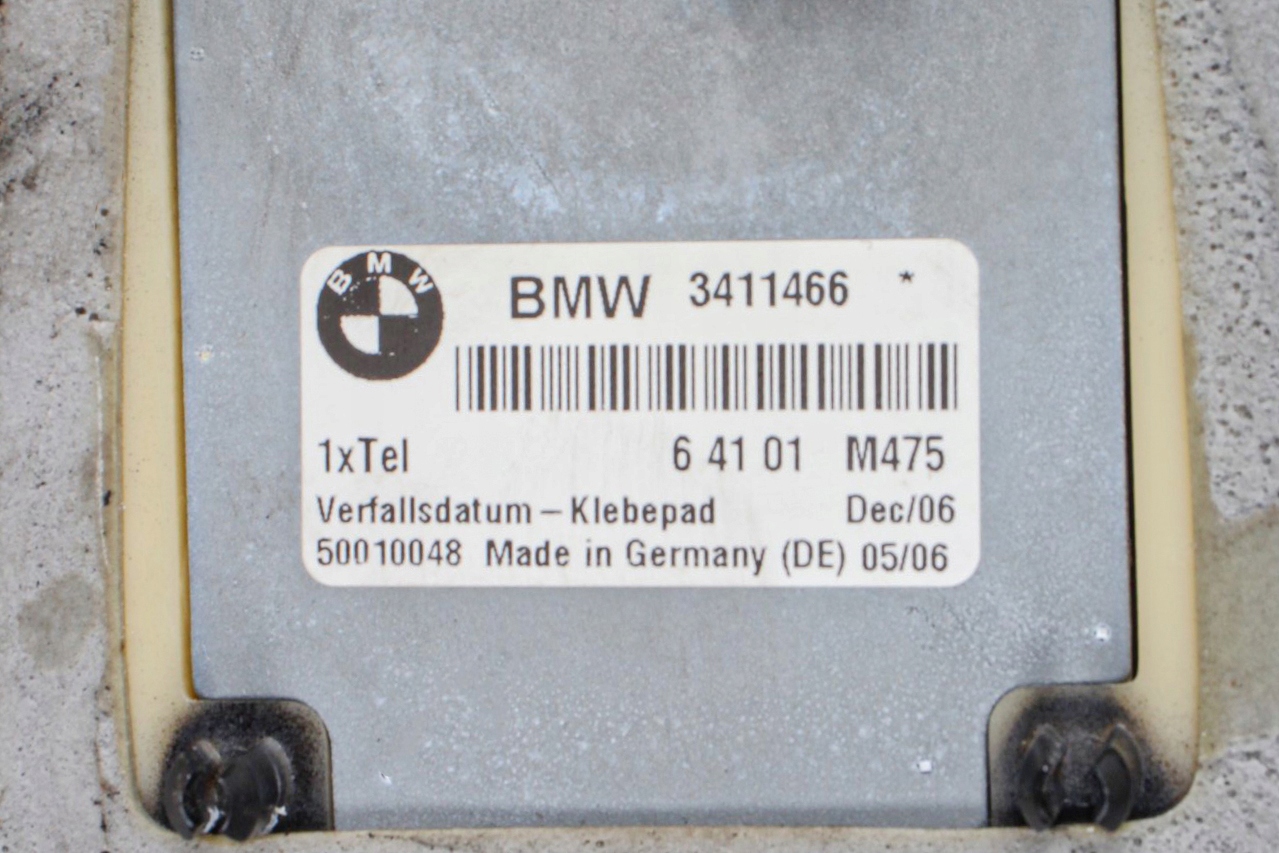 BMW
BMW 3411466 *
1xTel 6 41 01 M475
Verfallsdatum – Klebepad Dec/06
50010048 Made in Germany (DE) 05/06